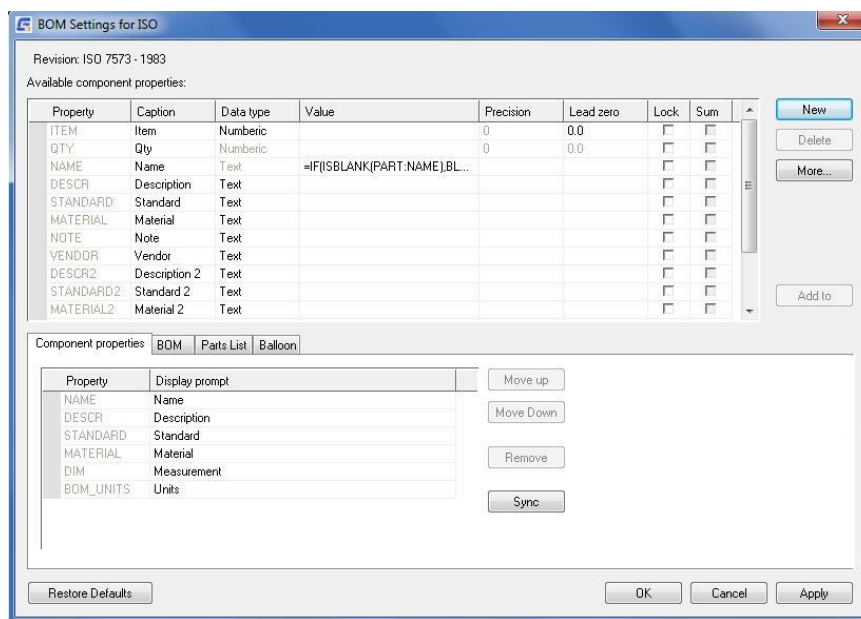 BOM Settings for ISO
Revision: ISO 7573 - 1983
Available component properties:
Property Caption Data type Value Precision Lead zero Lock Sum
ITEM Item Numberic 0 0.0
QTY Qty Numberic 0 0.0
NAME Name Text =IF(ISBLANK(PART:NAME),BL...
DESCR Description Text
STANDARD Standard Text
MATERIAL Material Text
NOTE Note Text
VENDOR Vendor Text
DESCR2 Description 2 Text
STANDARD2 Standard 2 Text
MATERIAL2 Material 2 Text
New
Delete
More...
Add to
Component properties BOM Parts List Balloon
Property Display prompt
NAME Name
DESCR Description
STANDARD Standard
MATERIAL Material
DIM Measurement
BOM_UNITS Units
Move up
Move Down
Remove
Sync
Restore Defaults OK Cancel Apply